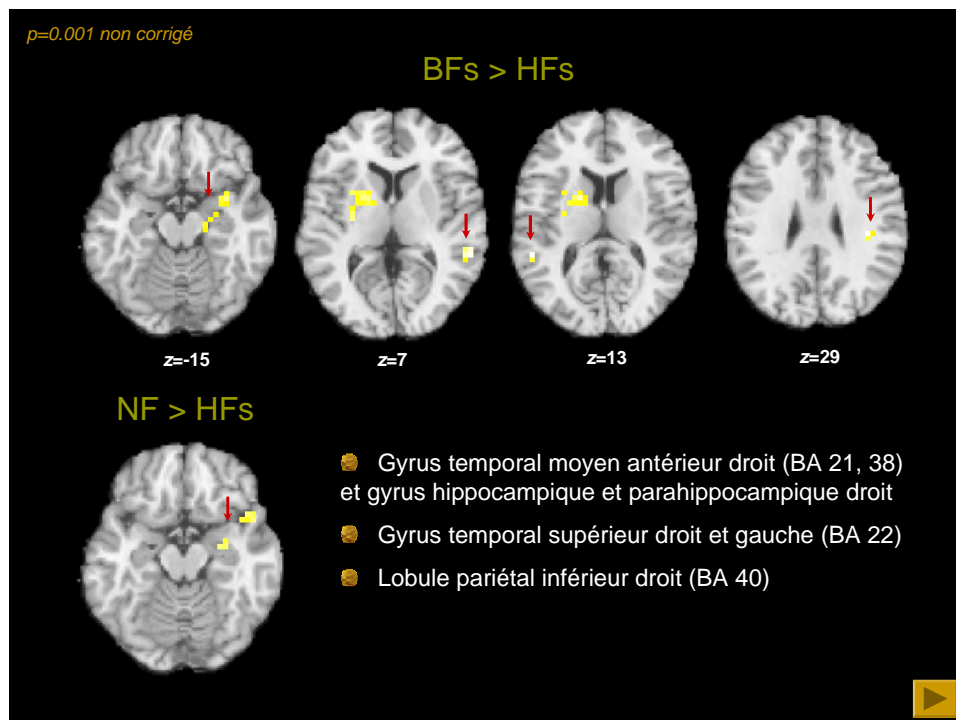 p=0.001 non corrigé
BFs > HFs
z=-15
z=7
z=13
z=29
NF > HFs
Gyrus temporal moyen antérieur droit (BA 21, 38)
et gyrus hippocampique et parahippocampique droit
Gyrus temporal supérieur droit et gauche (BA 22)
Lobule pariétal inférieur droit (BA 40)